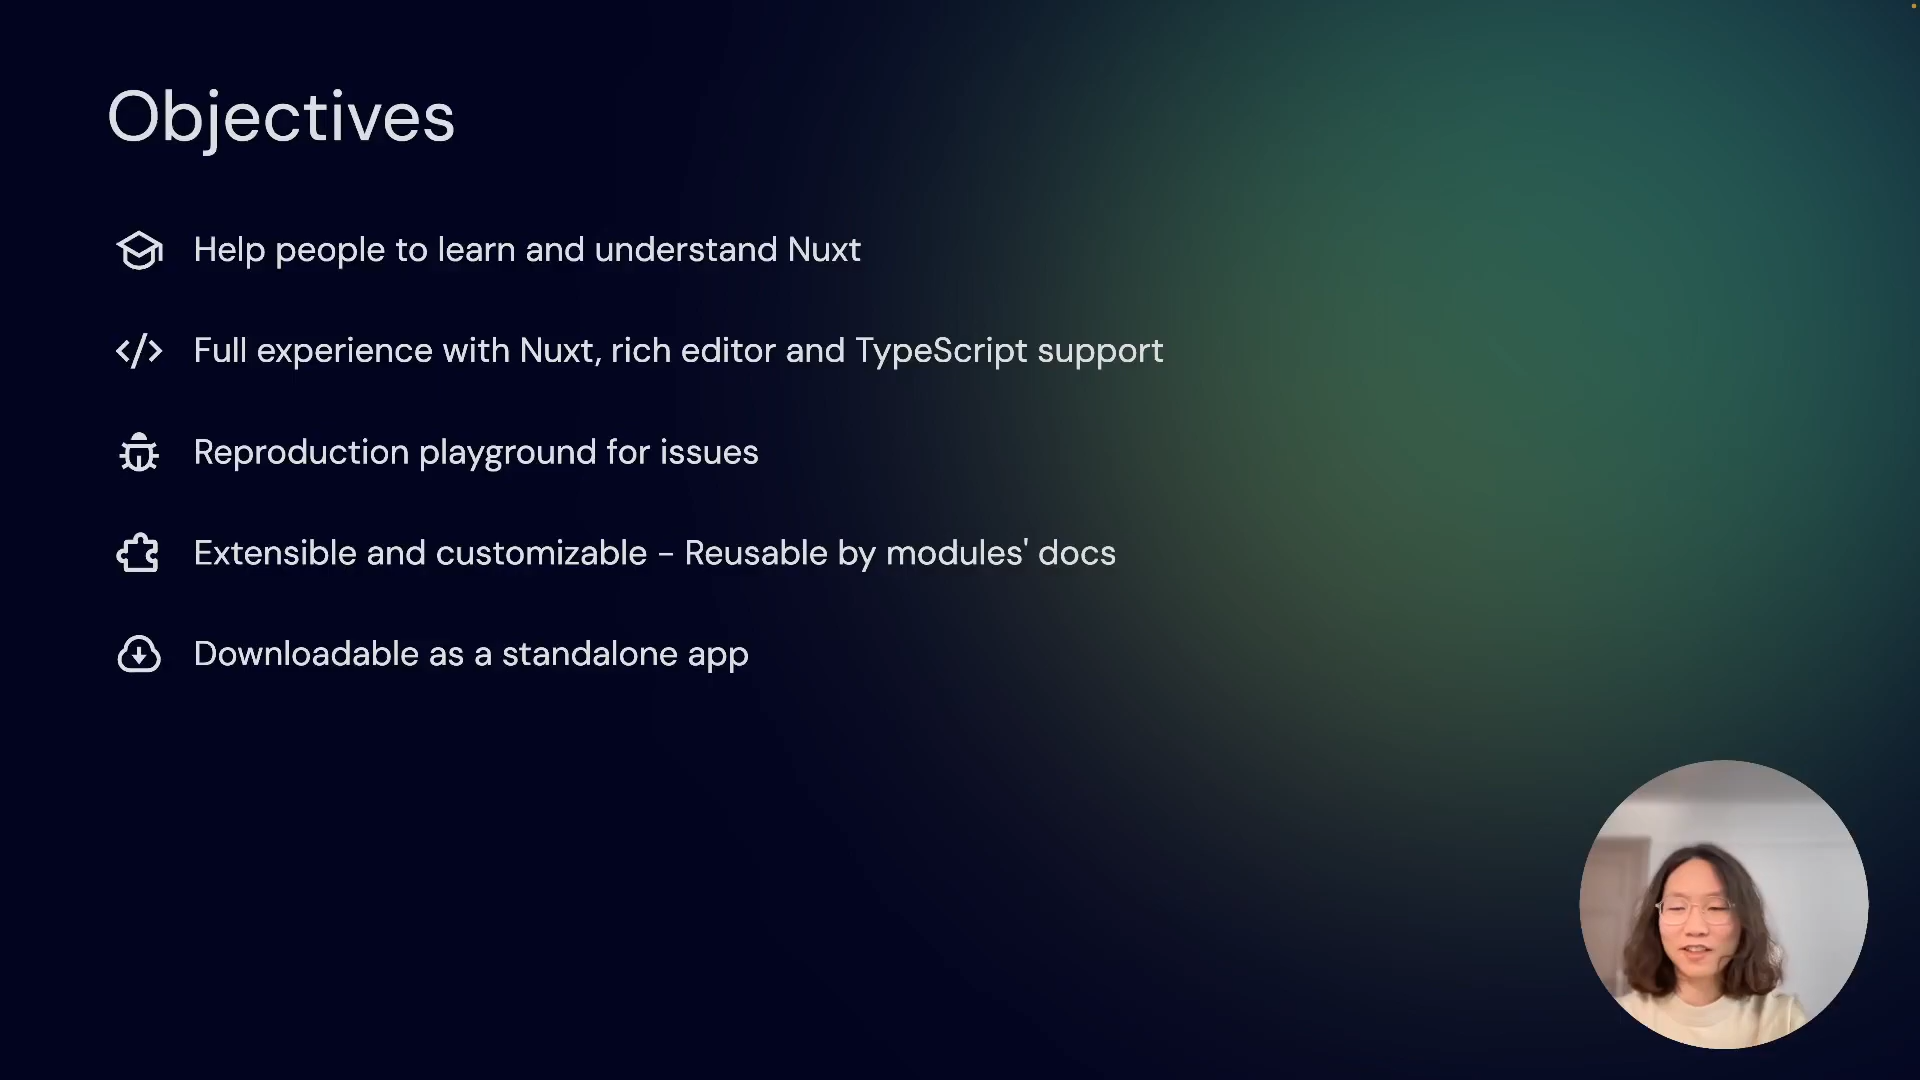 Objectives
Help people to learn and understand Nuxt
Full experience with Nuxt, rich editor and TypeScript support
Reproduction playground for issues
Extensible and customizable - Reusable by modules' docs
Downloadable as a standalone app